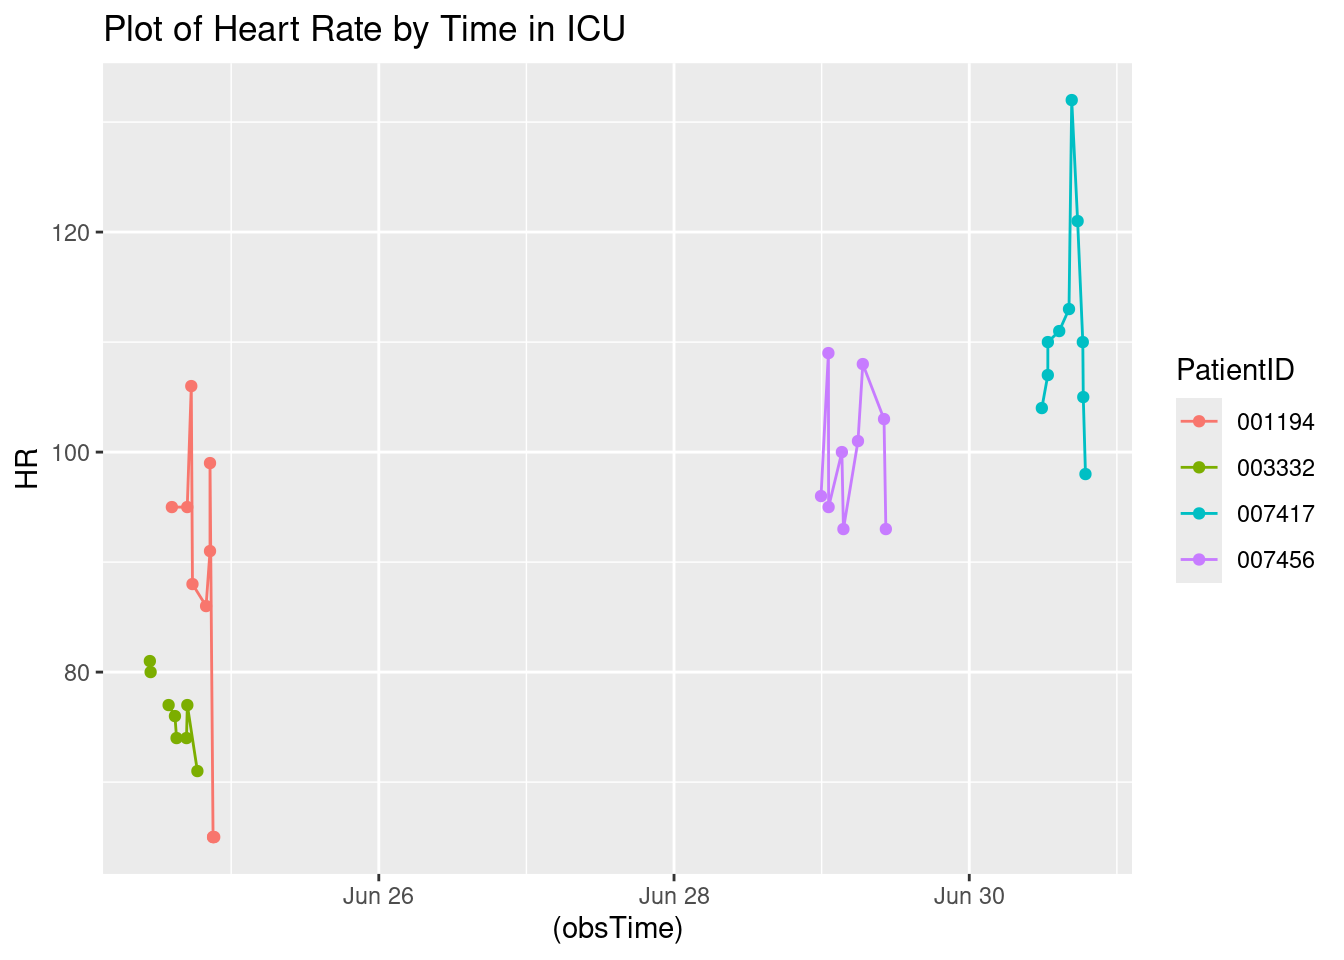 Plot of Heart Rate by Time in ICU
120
100
80
HR
Jun 26
Jun 28
Jun 30
(obsTime)
PatientID
001194
003332
007417
007456